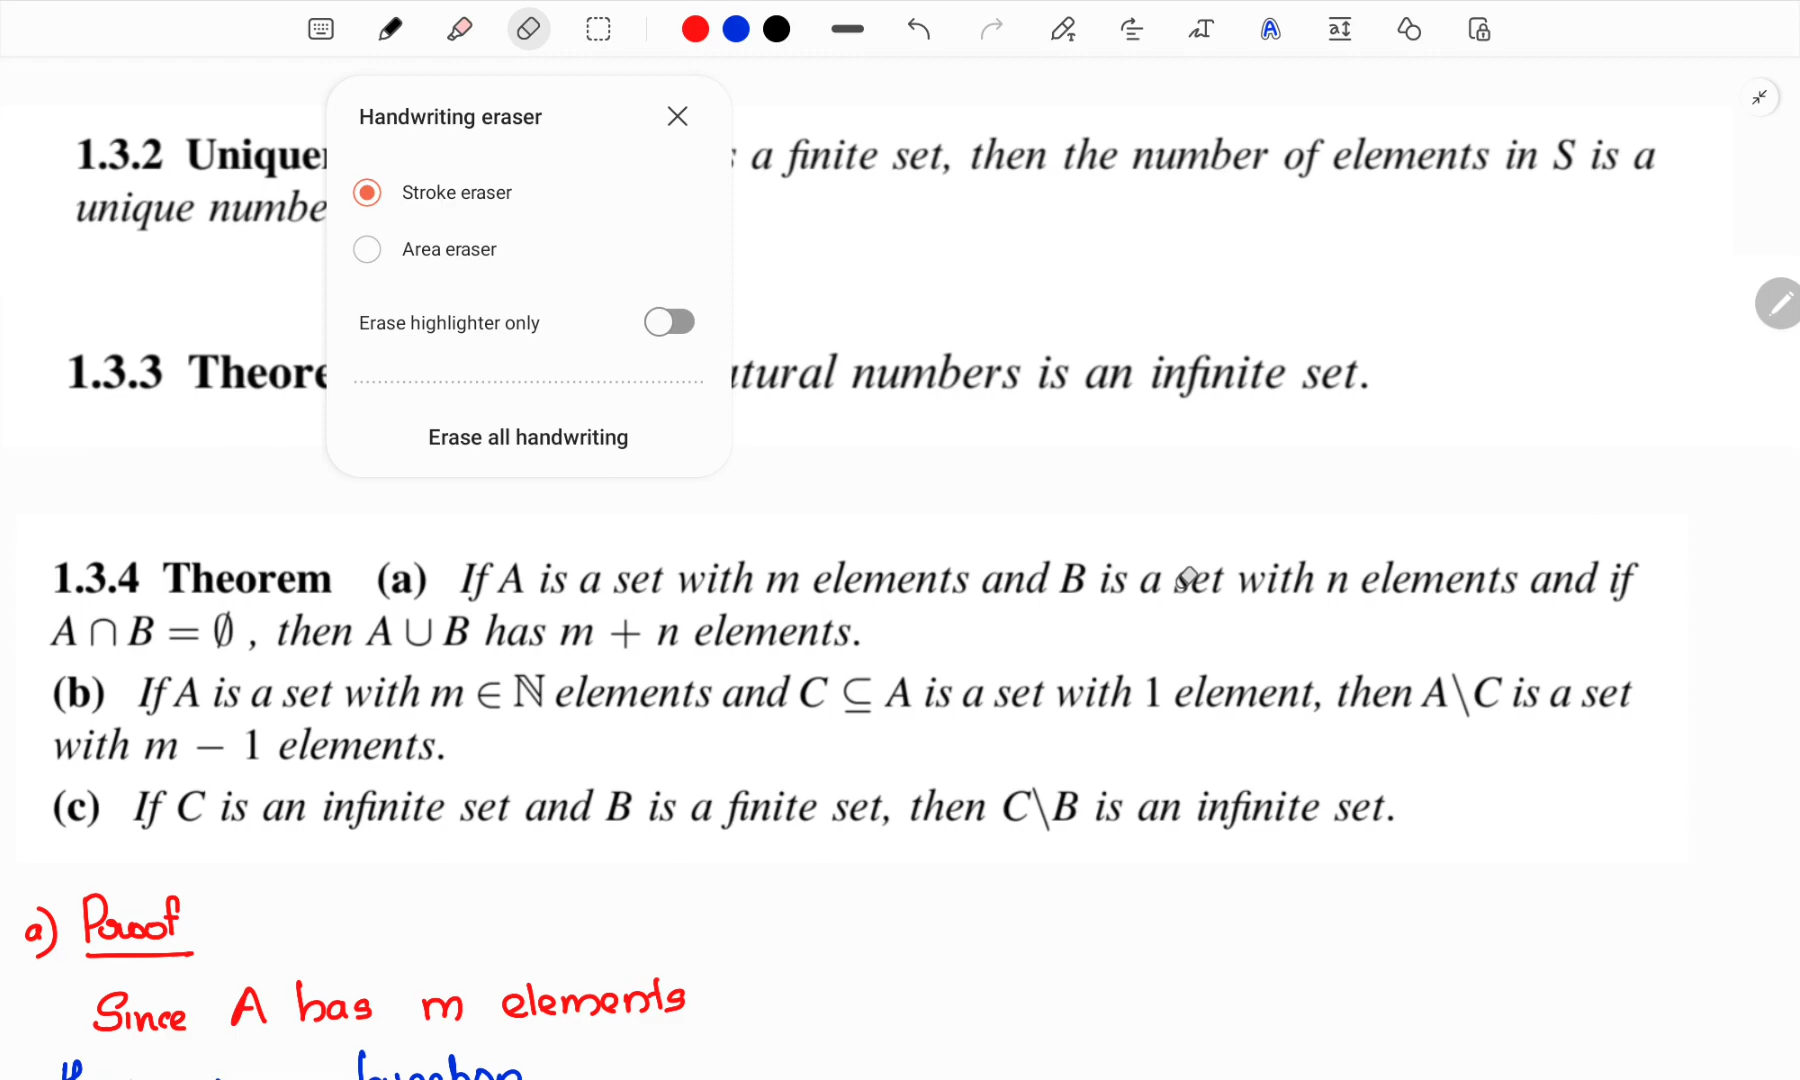 Handwriting eraser
Stroke eraser
Area eraser
Erase highlighter only
Erase all handwriting
1.3.2 a finite set, then the number of elements in S is a
unique
1.3.3 numbers is an infinite set.
1.3.4 Theorem (a) If A is a set with m elements and B is a set with n elements and if
A ∩ B = ∅ , then A ∪ B has m + n elements.
(b) If A is a set with m ∈ ℕ elements and C ⊆ A is a set with 1 element, then A\C is a set
with m − 1 elements.
(c) If C is an infinite set and B is a finite set, then C\B is an infinite set.
a) Proof
Since A has m elements